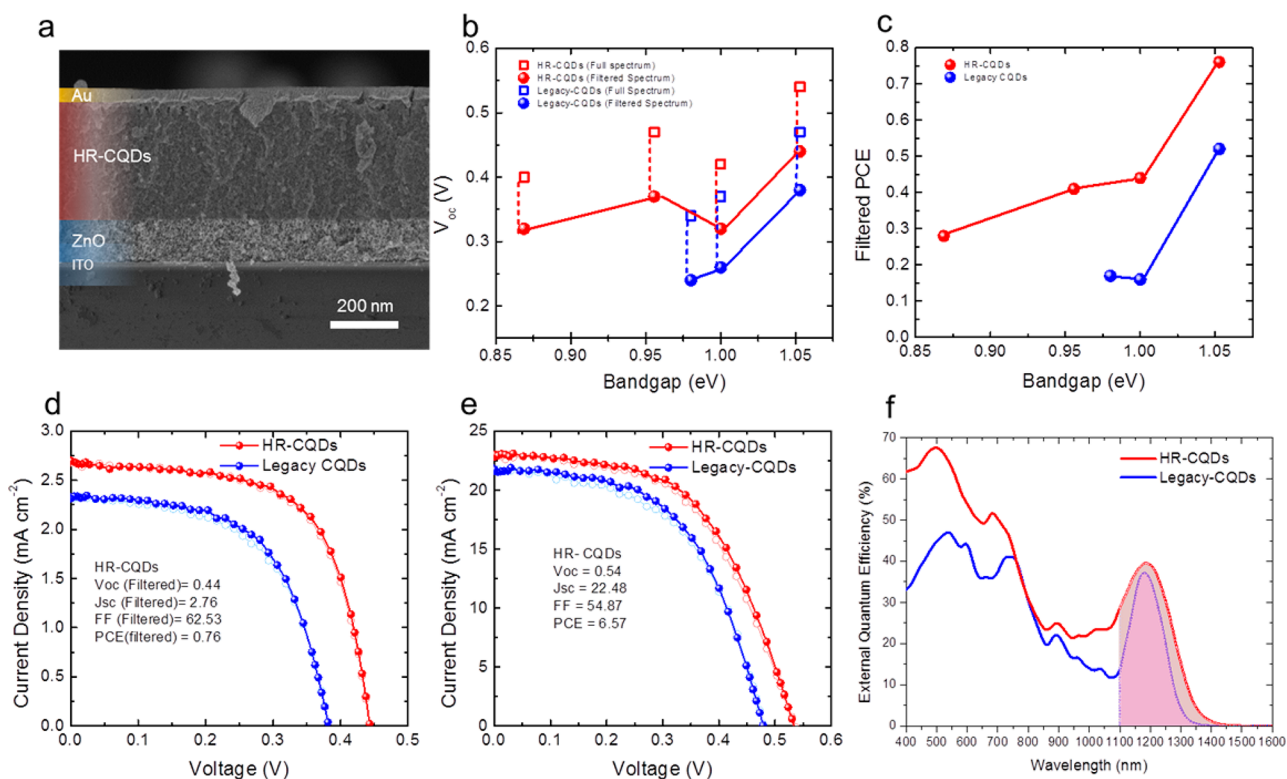 a
Au
HR-CQDs
ZnO
ITO
200 nm
b
HR-CQDs (Full spectrum)
HR-CQDs (Filtered Spectrum)
Legacy-CQDs (Full Spectrum)
Legacy-CQDs (Filtered Spectrum)
0.6
0.5
0.4
0.3
0.2
Voc (V)
0.85 0.90 0.95 1.00 1.05
Bandgap (eV)
c
HR-CQDs
Legacy CQDs
0.8
0.7
0.6
0.5
0.4
0.3
0.2
0.1
0.0
Filtered PCE
0.85 0.90 0.95 1.00 1.05
Bandgap (eV)
d
HR-CQDs
Legacy CQDs
3.0
2.5
2.0
1.5
1.0
0.5
0.0
Current Density (mA cm-2)
HR-CQDs
Voc (Filtered)= 0.44
Jsc (Filtered)= 2.76
FF (Filtered)= 62.53
PCE(filtered)= 0.76
0.0 0.1 0.2 0.3 0.4 0.5
Voltage (V)
e
HR-CQDs
Legacy-CQDs
25
20
15
10
5
0
Current Density (mA cm-2)
HR- CQDs
Voc = 0.54
Jsc = 22.48
FF = 54.87
PCE = 6.57
0.0 0.1 0.2 0.3 0.4 0.5 0.6
Voltage (V)
f
HR-CQDs
Legacy-CQDs
70
60
50
40
30
20
10
0
External Quantum Efficiency (%)
400 500 600 700 800 900 1000 1100 1200 1300 1400 1500 1600
Wavelength (nm)